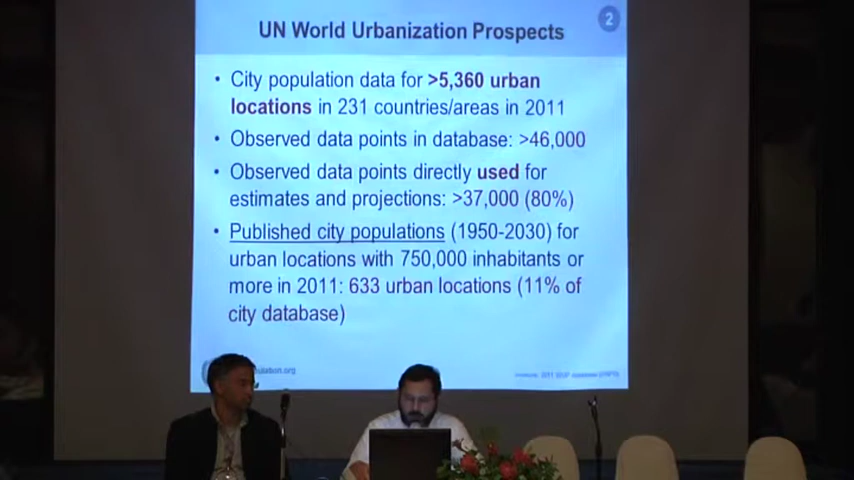 2
UN World Urbanization Prospects
• City population data for >5,360 urban
locations in 231 countries/areas in 2011
• Observed data points in database: >46,000
• Observed data points directly used for
estimates and projections: >37,000 (80%)
• Published city populations (1950-2030) for
urban locations with 750,000 inhabitants or
more in 2011: 633 urban locations (11% of
city database)